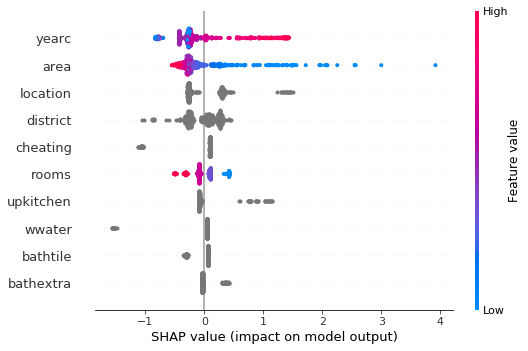 High
yearc
area
location
district
cheating
rooms
upkitchen
wwater
bathtile
bathextra
Feature value
Low
−1 0 1 2 3 4
SHAP value (impact on model output)